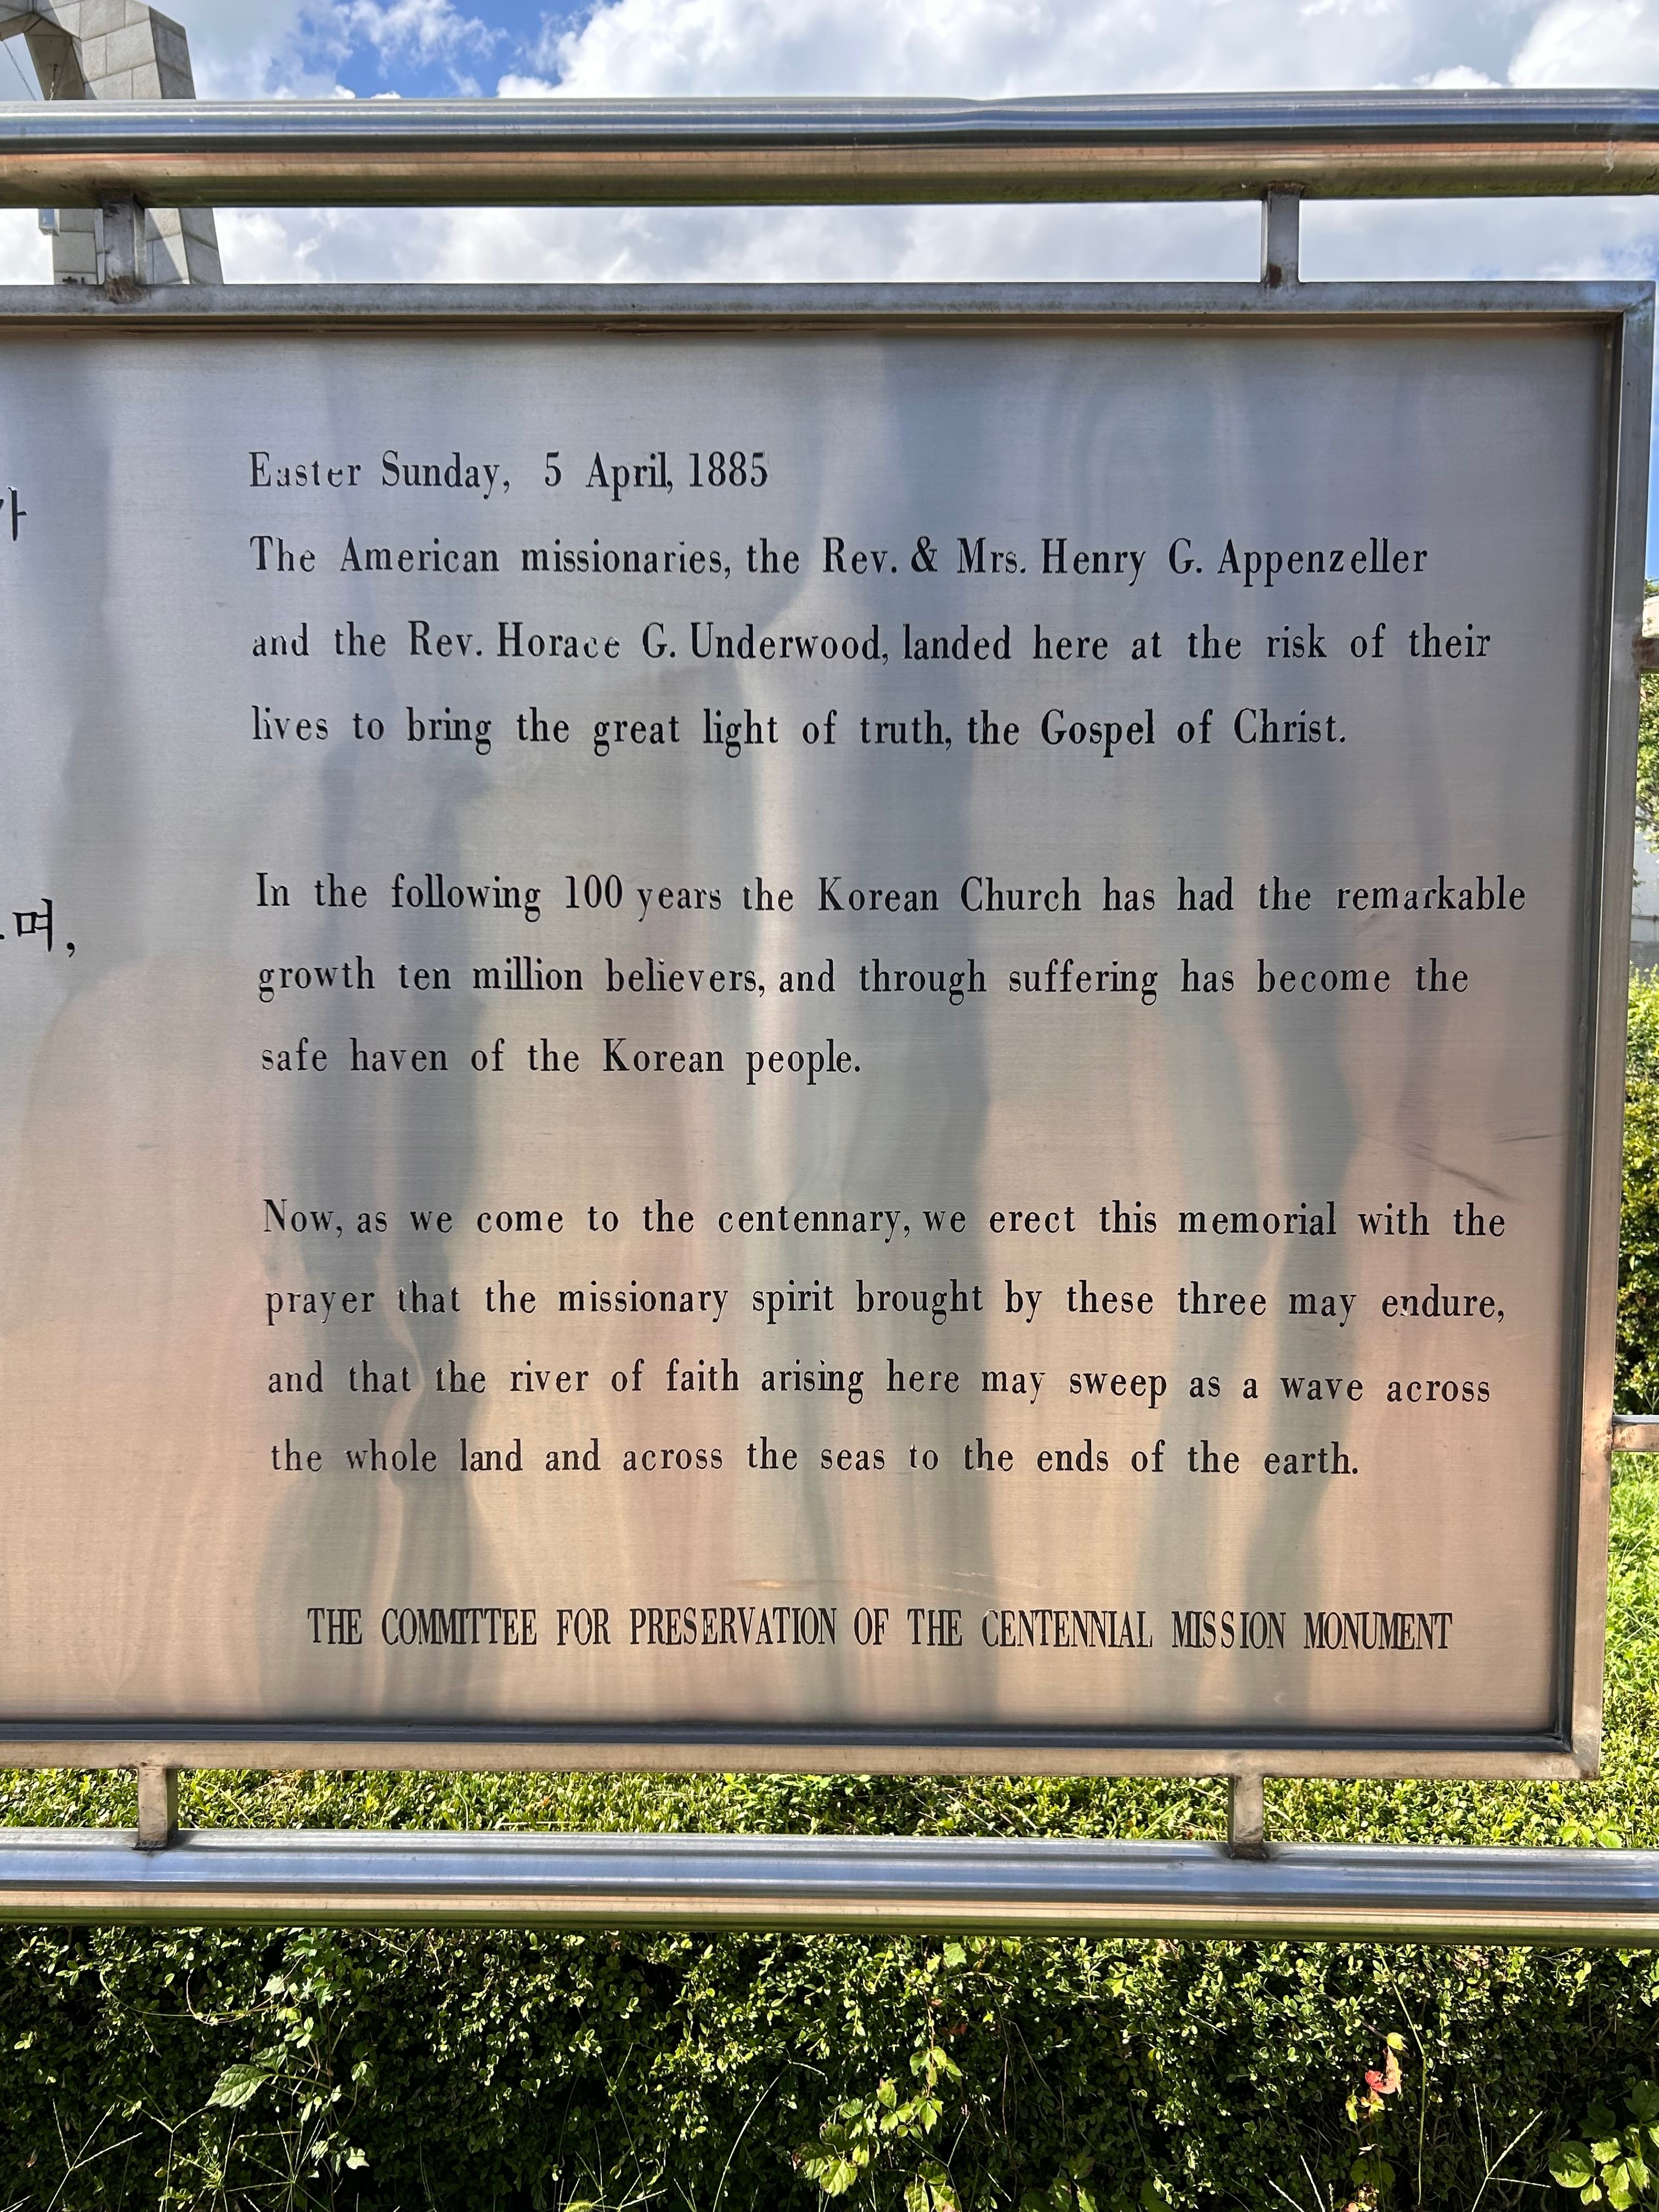 Easter Sunday, 5 April, 1885
The American missionaries, the Rev. & Mrs. Henry G. Appenzeller
and the Rev. Horace G. Underwood, landed here at the risk of their
lives to bring the great light of truth, the Gospel of Christ.
In the following 100 years the Korean Church has had the remarkable
growth ten million believers, and through suffering has become the
safe haven of the Korean people.
Now, as we come to the centennary, we erect this memorial with the
prayer that the missionary spirit brought by these three may endure,
and that the river of faith arising here may sweep as a wave across
the whole land and across the seas to the ends of the earth.
THE COMMITTEE FOR PRESERVATION OF THE CENTENNIAL MISSION MONUMENT